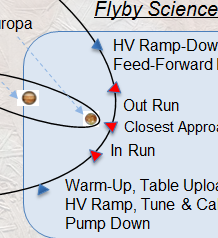 Flyby Science
HV Ramp-Dow
Feed-Forward
Out Run
Closest Approa
In Run
Warm-Up, Table Uploa
HV Ramp, Tune & Ca
Pump Down